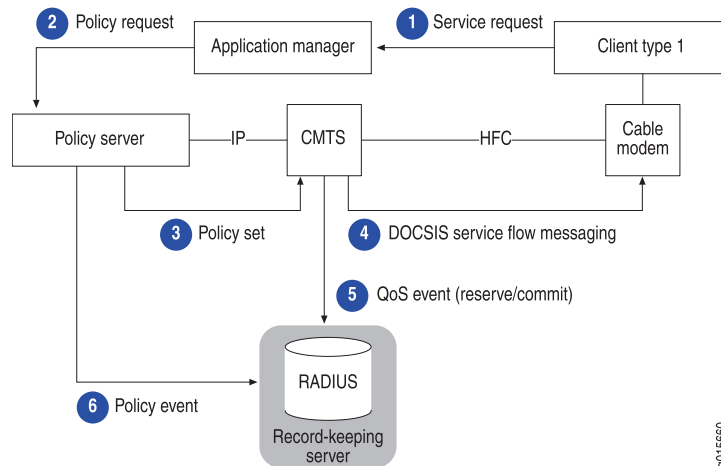 2 Policy request
1 Service request
Application manager
Client type 1
Policy server
IP
CMTS
HFC
Cable
modem
3 Policy set
4 DOCSIS service flow messaging
5 QoS event (reserve/commit)
RADIUS
6 Policy event
Record-keeping
server